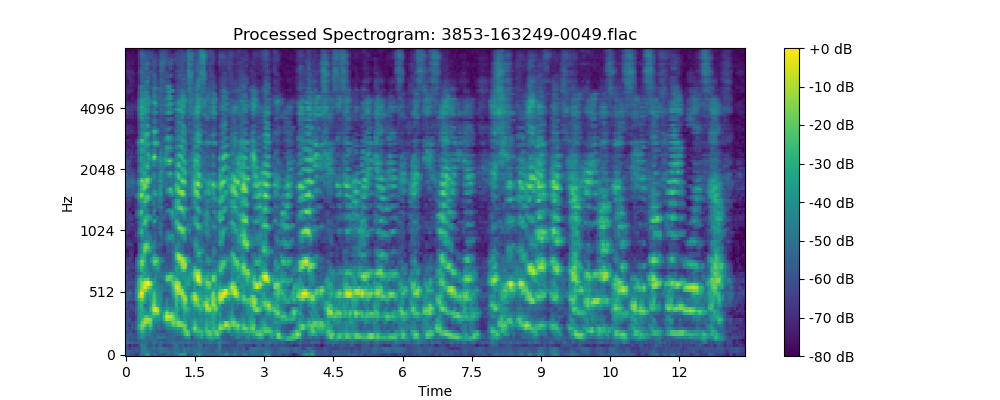 Processed Spectrogram: 3853-163249-0049.flac
Hz
4096
2048
1024
512
0
0 1.5 3 4.5 6 7.5 9 10 12
Time
+0 dB
-10 dB
-20 dB
-30 dB
-40 dB
-50 dB
-60 dB
-70 dB
-80 dB